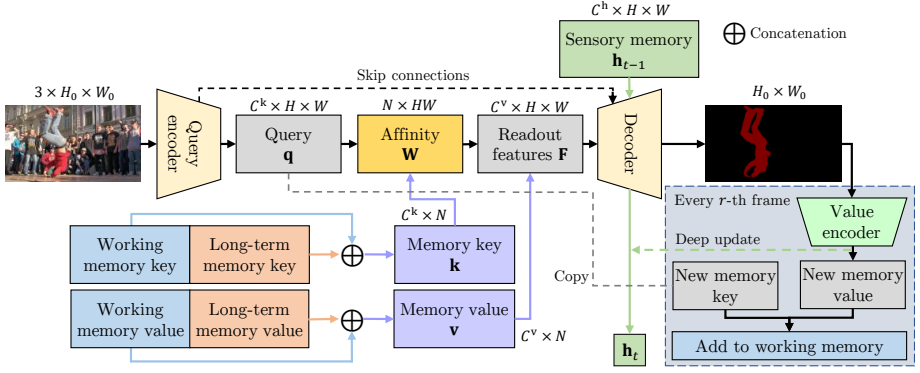 C^h × H × W
Sensory memory
h_{t−1}
⊕ Concatenation
3 × H_0 × W_0
Skip connections
H_0 × W_0
Query
encoder
C^k × H × W
Query
q
N × HW
Affinity
W
C^v × H × W
Readout
features F
Decoder
Every r-th frame
Value
encoder
C^k × N
Working
memory key
Long-term
memory key
Memory key
k
Deep update
Copy
New memory
key
New memory
value
Working
memory value
Long-term
memory value
Memory value
v
C^v × N
h_t
Add to working memory